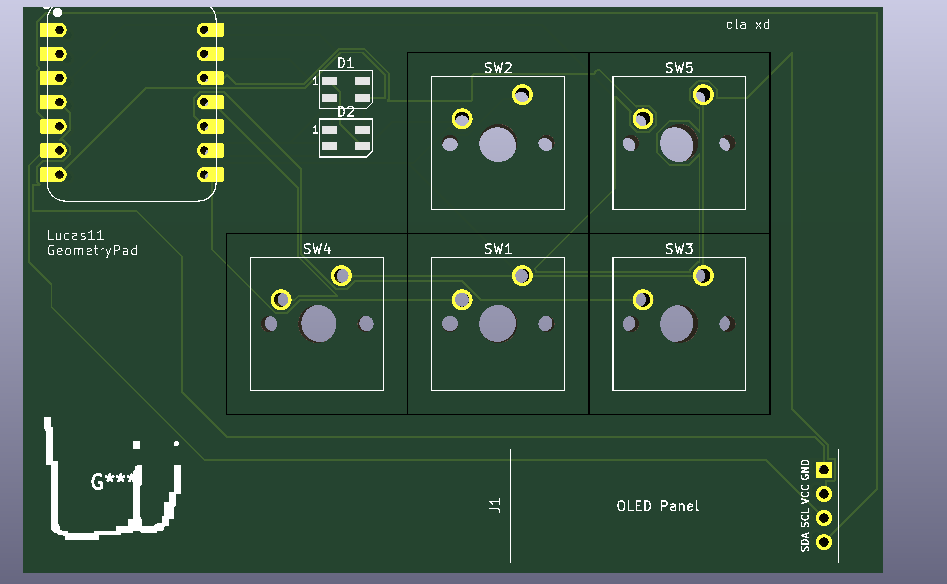 cla xd
D1
1
D2
1
SW2
SW5
Lucas11
GeometryPad
SW4
SW1
SW3
G***
J1
OLED Panel
SDA SCL VCC GND